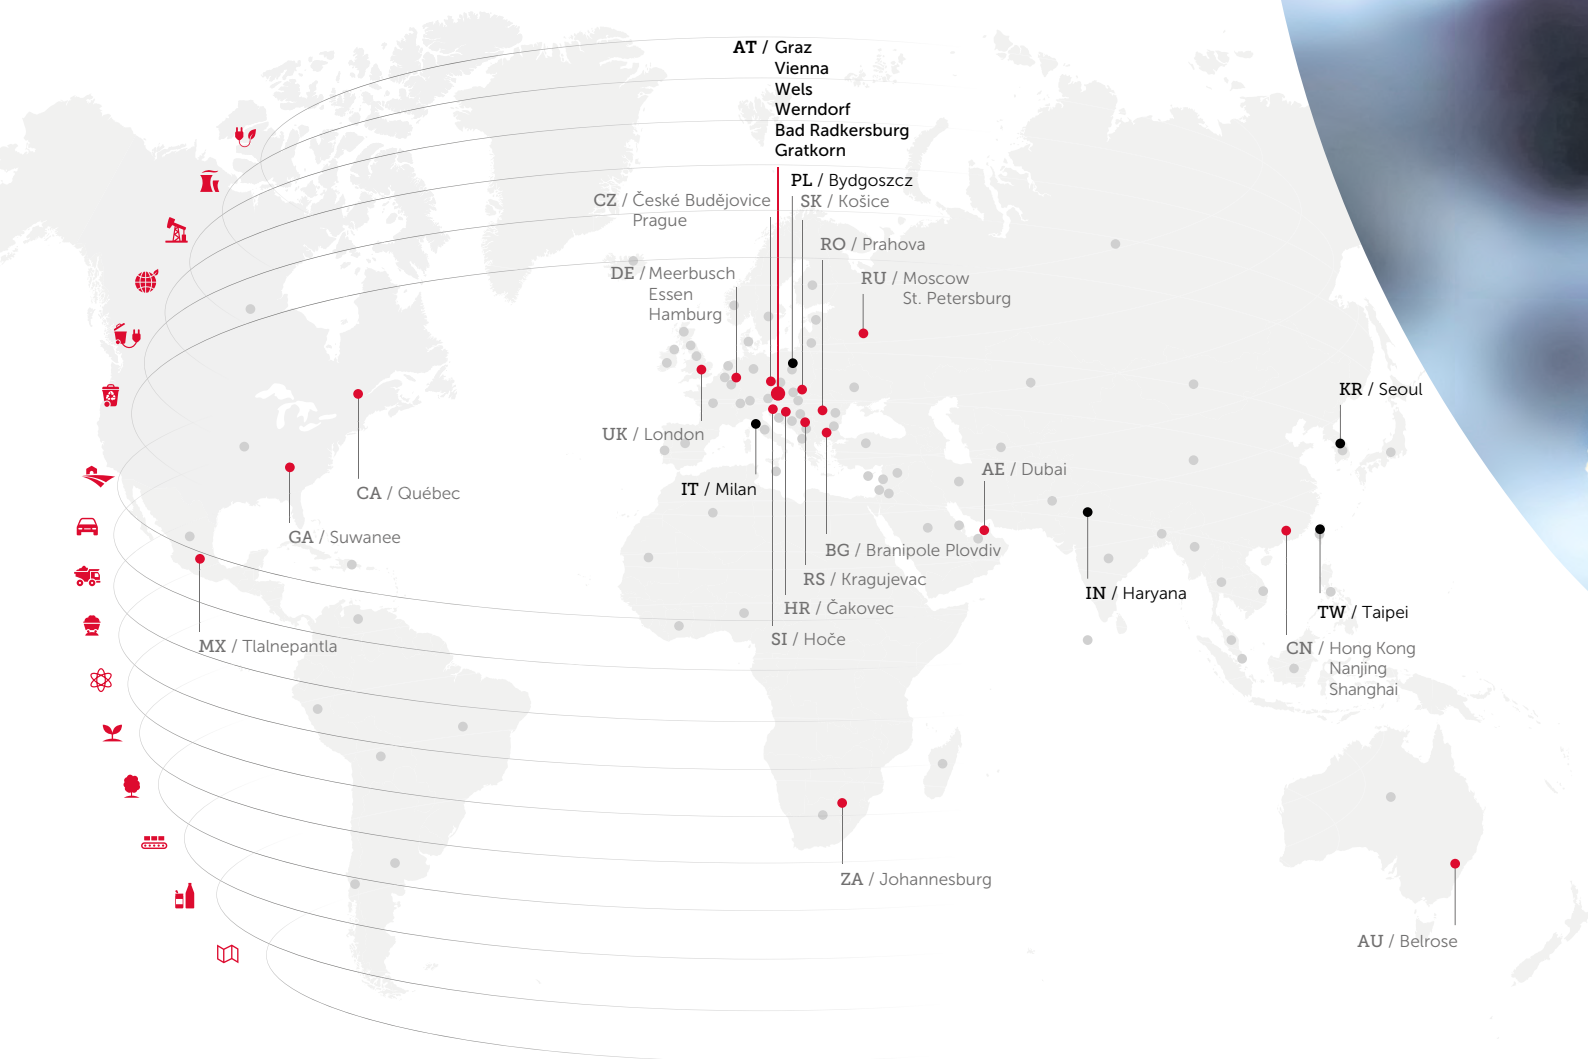 AT / Graz
Vienna
Wels
Werndorf
Bad Radkersburg
Gratkorn
PL / Bydgoszcz
CZ / České Budějovice
Prague
SK / Košice
RO / Prahova
DE / Meerbusch
Essen
Hamburg
RU / Moscow
St. Petersburg
KR / Seoul
UK / London
AE / Dubai
IT / Milan
CA / Québec
GA / Suwanee
BG / Branipole Plovdiv
RS / Kragujevac
IN / Haryana
HR / Čakovec
TW / Taipei
SI / Hoče
MX / Tlalnepantla
CN / Hong Kong
Nanjing
Shanghai
ZA / Johannesburg
AU / Belrose